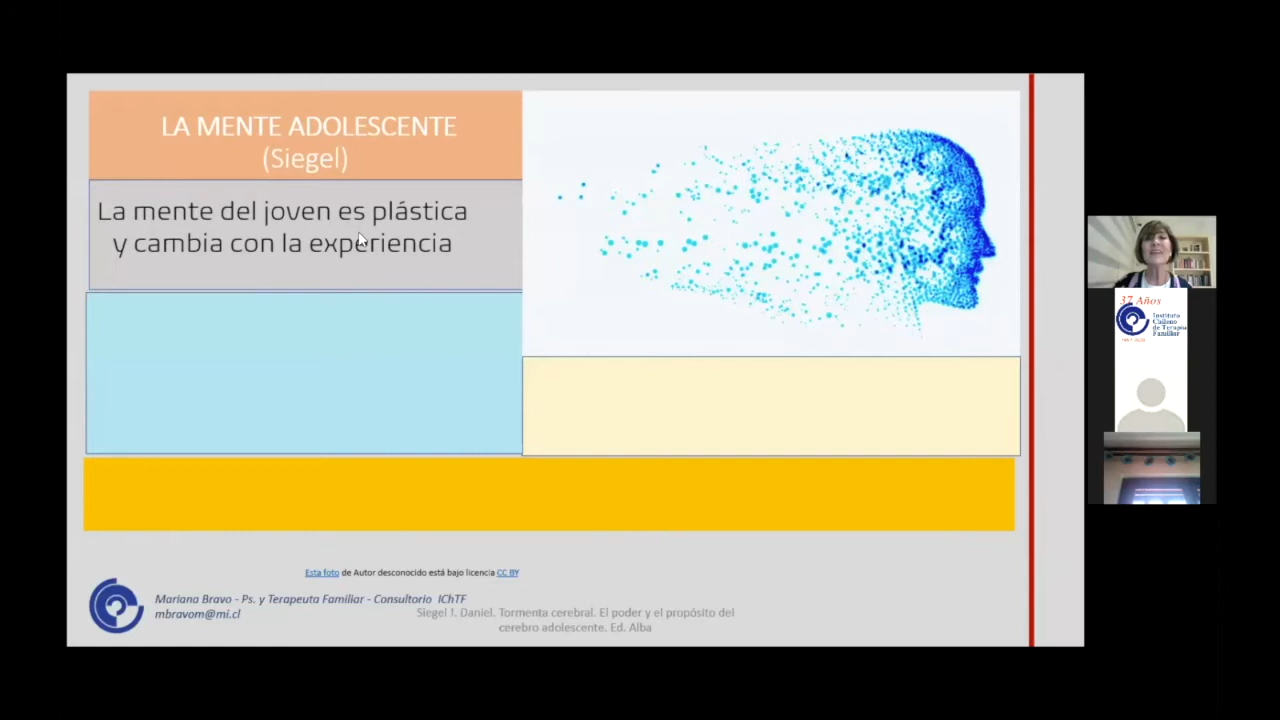 LA MENTE ADOLESCENTE
(Siegel)
La mente del joven es plástica
y cambia con la experiencia
Esta foto de Autor desconocido está bajo licencia CC BY
Mariana Bravo - Ps. y Terapeuta Familiar - Consultorio IChTF
mbravom@mi.cl
Siegel J. Daniel. Tormenta cerebral. El poder y el propósito del
cerebro adolescente. Ed. Alba
37 Años
Instituto
Chileno
de Terapia
Familiar